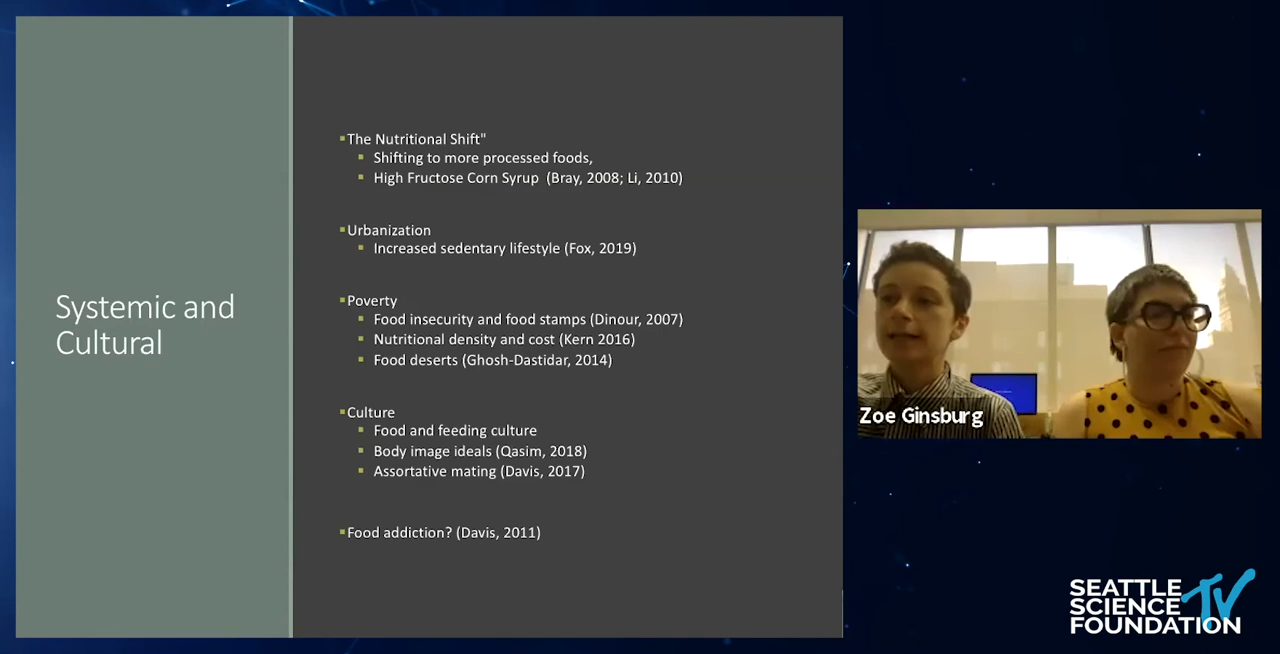 Systemic and
Cultural
The Nutritional Shift"
Shifting to more processed foods,
High Fructose Corn Syrup (Bray, 2008; Li, 2010)
Urbanization
Increased sedentary lifestyle (Fox, 2019)
Poverty
Food insecurity and food stamps (Dinour, 2007)
Nutritional density and cost (Kern 2016)
Food deserts (Ghosh-Dastidar, 2014)
Culture
Food and feeding culture
Body image ideals (Qasim, 2018)
Assortative mating (Davis, 2017)
Food addiction? (Davis, 2011)
Zoe Ginsburg
SEATTLE
SCIENCE TV
FOUNDATION